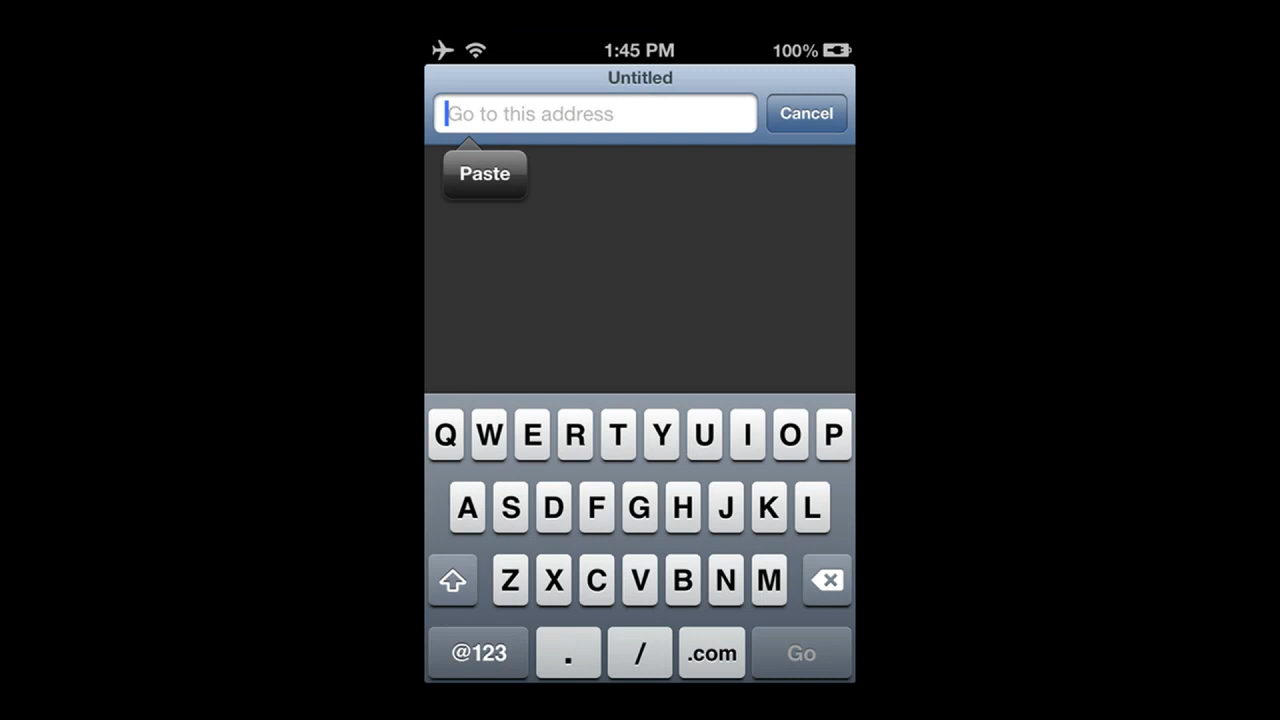 1:45 PM 100%
Untitled
Go to this address Cancel
Paste
Q W E R T Y U I O P
A S D F G H J K L
Z X C V B N M
@123 . / .com Go